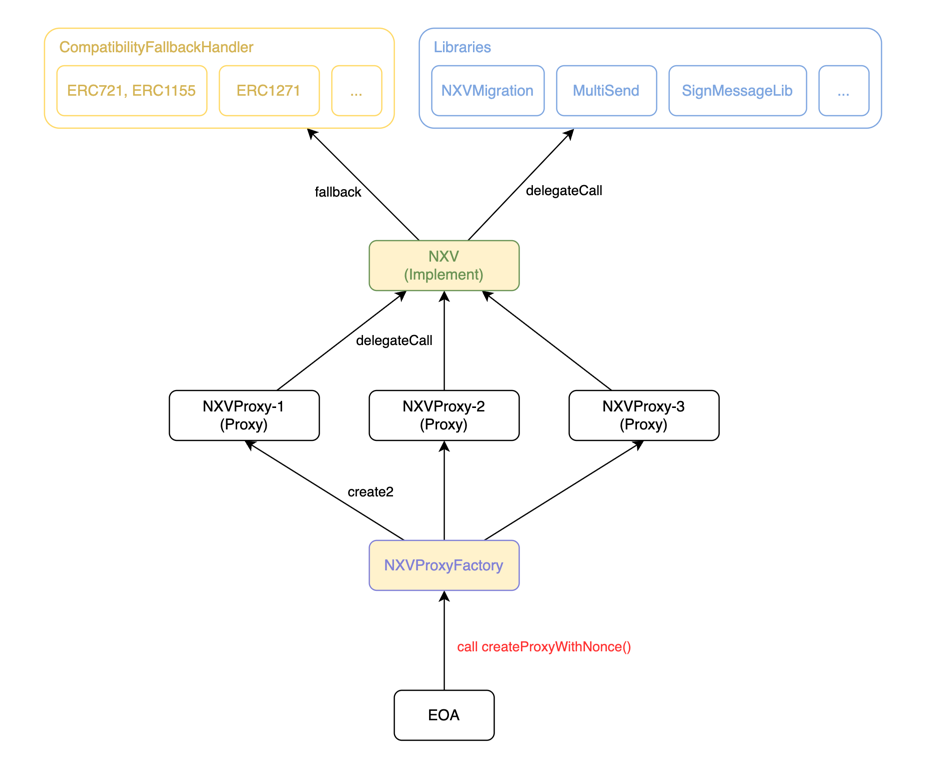 CompatibilityFallbackHandler
ERC721, ERC1155
ERC1271
...
Libraries
NXVMigration
MultiSend
SignMessageLib
...
fallback
delegateCall
NXV
(Implement)
delegateCall
NXVProxy-1
(Proxy)
NXVProxy-2
(Proxy)
NXVProxy-3
(Proxy)
create2
NXVProxyFactory
call createProxyWithNonce()
EOA